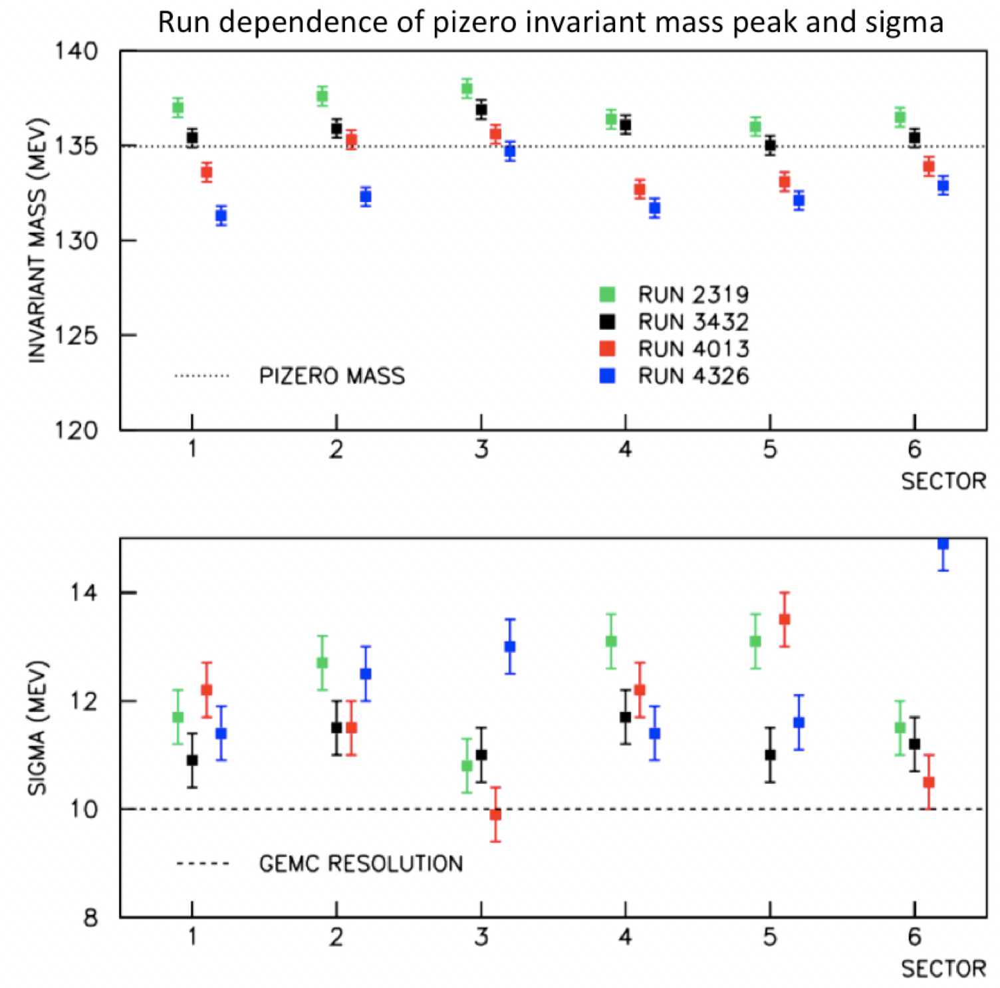 Run dependence of pizero invariant mass peak and sigma
140
135
130
125
120
INVARIANT MASS (MEV)
RUN 2319
RUN 3432
RUN 4013
RUN 4326
PIZERO MASS
1 2 3 4 5 6
SECTOR
14
12
10
8
SIGMA (MEV)
GEMC RESOLUTION
1 2 3 4 5 6
SECTOR